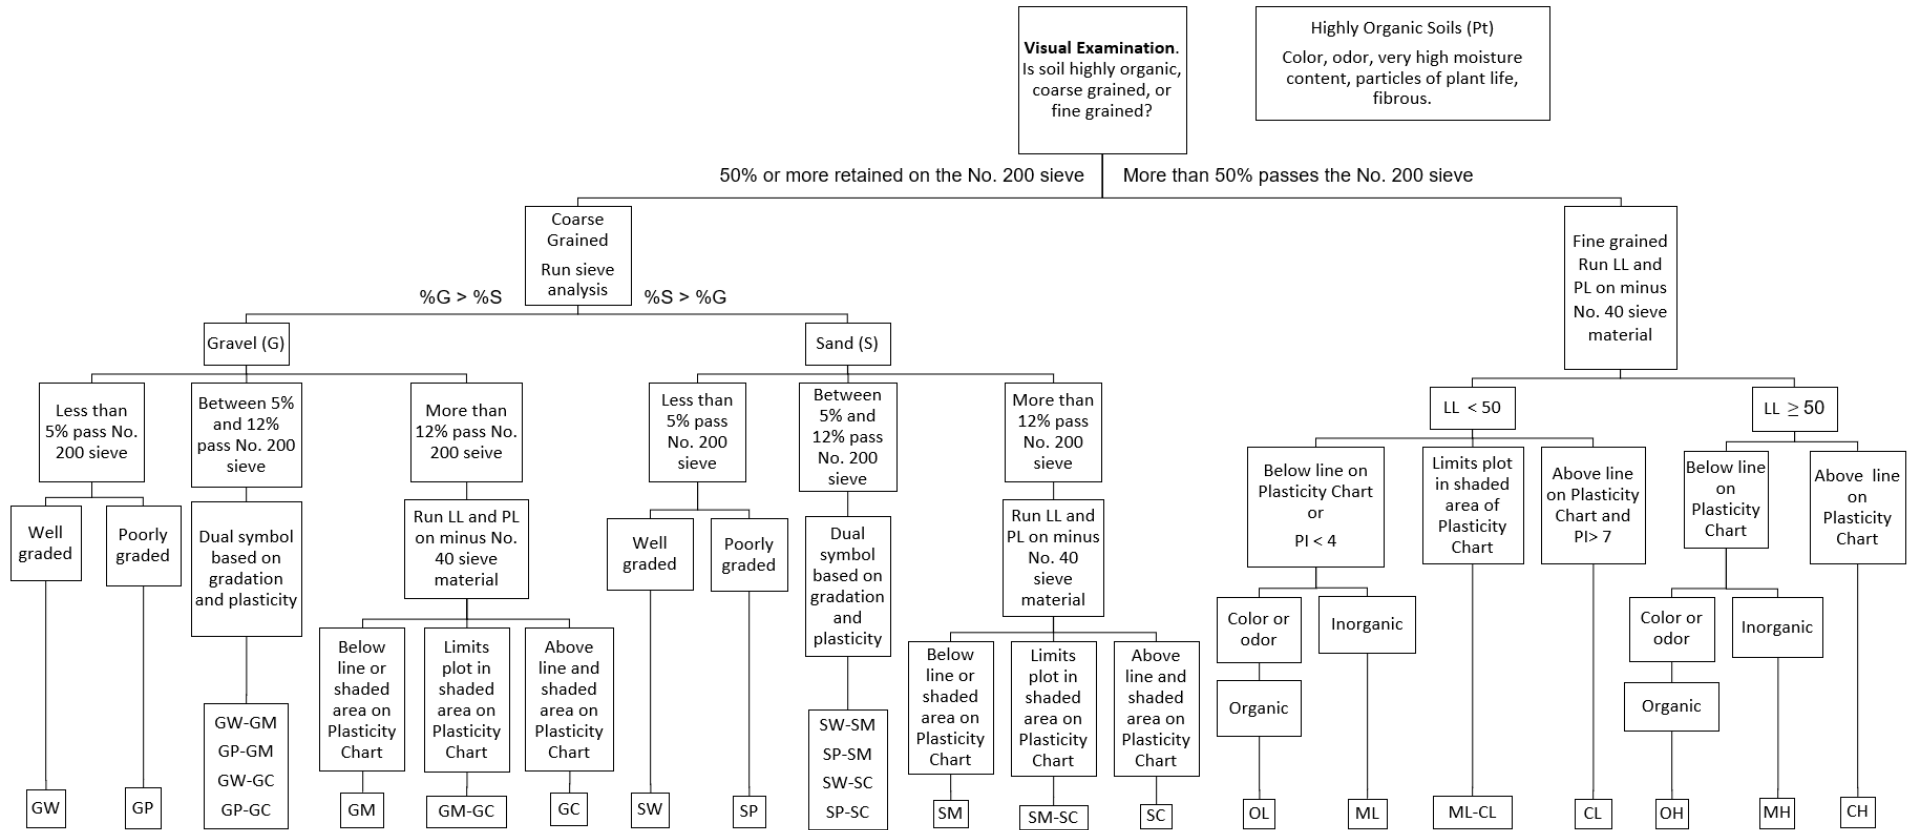 Visual Examination.
Is soil highly organic,
coarse grained, or
fine grained?
Highly Organic Soils (Pt)
Color, odor, very high moisture
content, particles of plant life,
fibrous.
50% or more retained on the No. 200 sieve
More than 50% passes the No. 200 sieve
Coarse
Grained
Run sieve
analysis
Fine grained
Run LL and
PL on minus
No. 40 sieve
material
%G > %S
%S > %G
Gravel (G)
Sand (S)
Less than
5% pass No.
200 sieve
Between 5%
and 12%
pass No. 200
sieve
More than
12% pass No.
200 seive
Less than
5% pass
No. 200
sieve
Between
5% and
12% pass
No. 200
sieve
More than
12% pass
No. 200
sieve
LL < 50
LL ≥ 50
Well
graded
Poorly
graded
Dual symbol
based on
gradation
and plasticity
Run LL and PL
on minus No.
40 sieve
material
Well
graded
Poorly
graded
Dual
symbol
based on
gradation
and
plasticity
Run LL and
PL on minus
No. 40
sieve
material
Below line on
Plasticity Chart
or
PI < 4
Limits plot
in shaded
area of
Plasticity
Chart
Above line
on Plasticity
Chart and
PI> 7
Below line
on
Plasticity
Chart
Above line
on
Plasticity
Chart
Below
line or
shaded
area on
Plasticity
Chart
Limits
plot in
shaded
area on
Plasticity
Chart
Above
line and
shaded
area on
Plasticity
Chart
Below
line or
shaded
area on
Plasticity
Chart
Limits
plot in
shaded
area on
Plasticity
Chart
Above
line and
shaded
area on
Plasticity
Chart
Color or
odor
Inorganic
Color or
odor
Inorganic
Organic
Organic
GW
GP
GW-GM
GP-GM
GW-GC
GP-GC
GM
GM-GC
GC
SW
SP
SW-SM
SP-SM
SW-SC
SP-SC
SM
SM-SC
SC
OL
ML
ML-CL
CL
OH
MH
CH